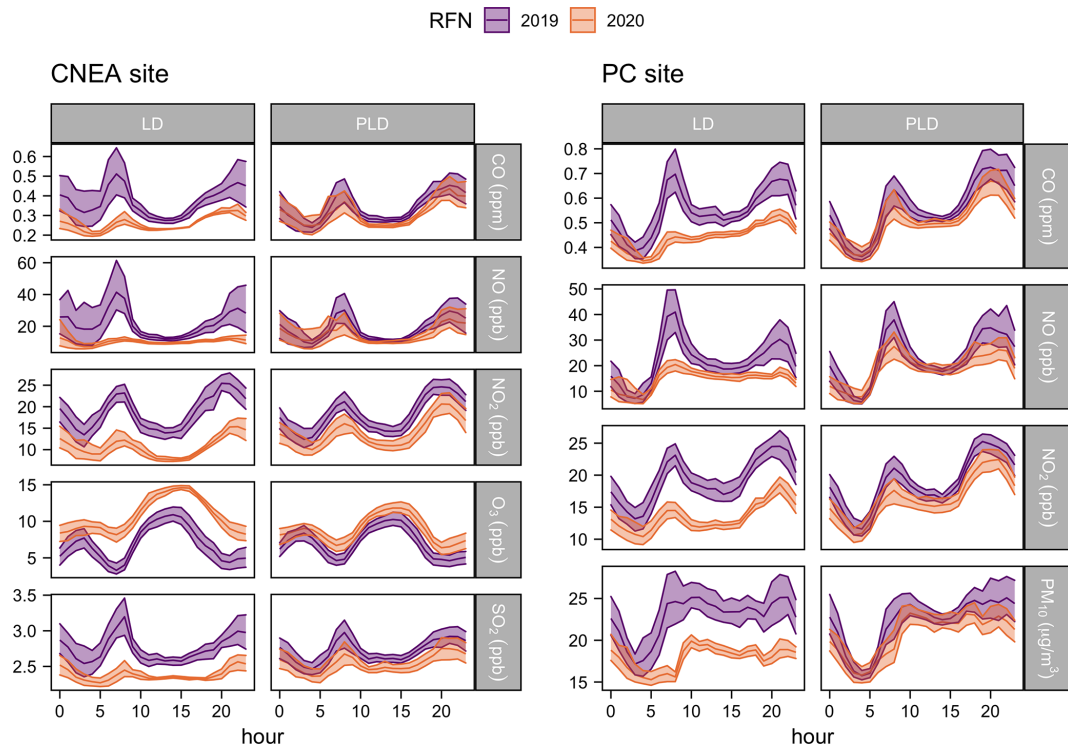 RFN 2019 2020
CNEA site
LD PLD
0.6
0.5
0.4
0.3
0.2
CO (ppm)
60
40
20
NO (ppb)
25
20
15
10
NO₂ (ppb)
15
10
5
O₃ (ppb)
3.5
3.0
2.5
SO₂ (ppb)
0 5 10 15 20 0 5 10 15 20
hour
PC site
LD PLD
0.8
0.7
0.6
0.5
0.4
CO (ppm)
50
40
30
20
10
NO (ppb)
25
20
15
10
NO₂ (ppb)
25
20
15
PM₁₀ (μg/m³)
0 5 10 15 20 0 5 10 15 20
hour